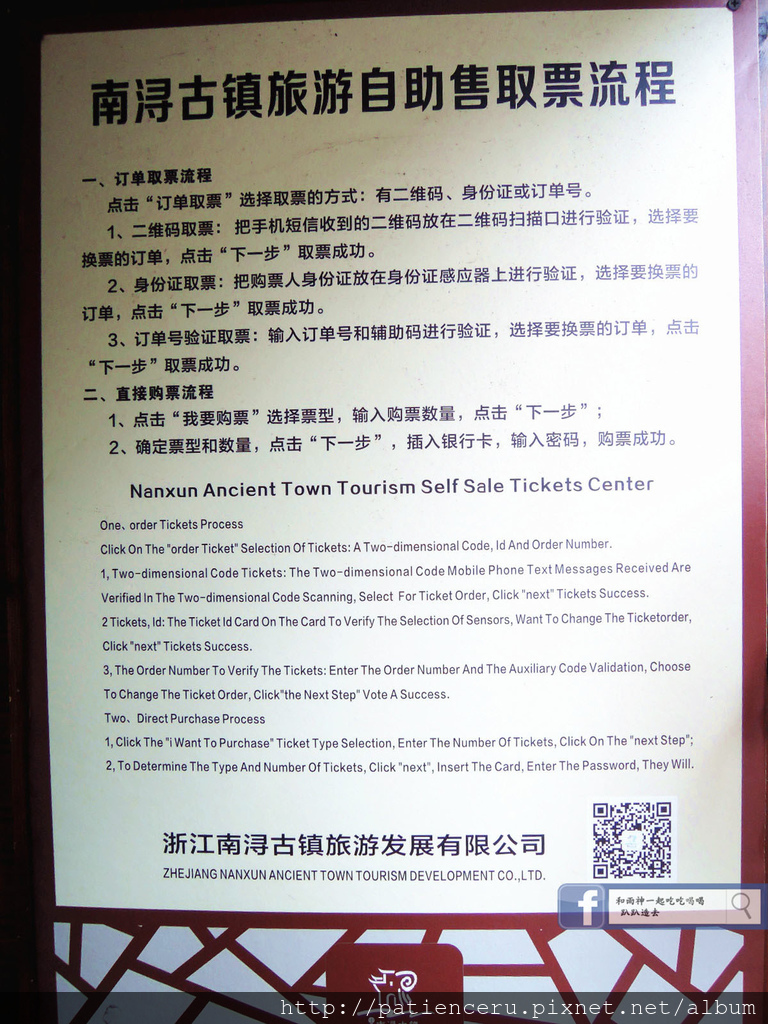 南浔古镇旅游自助售取票流程
一、订单取票流程
点击“订单取票”选择取票的方式：有二维码、身份证或订单号。
1、二维码取票：把手机短信收到的二维码放在二维码扫描口进行验证，选择要
换票的订单，点击“下一步”取票成功。
2、身份证取票：把购票人身份证放在身份证感应器上进行验证，选择要换票的
订单，点击“下一步”取票成功。
3、订单号验证取票：输入订单号和辅助码进行验证，选择要换票的订单，点击
“下一步”取票成功。
二、直接购票流程
1、点击“我要购票”选择票型，输入购票数量，点击“下一步”；
2、确定票型和数量，点击“下一步”，插入银行卡，输入密码，购票成功。
Nanxun Ancient Town Tourism Self Sale Tickets Center
One、order Tickets Process
Click On The "order Ticket" Selection Of Tickets: A Two-dimensional Code, Id And Order Number.
1, Two-dimensional Code Tickets: The Two-dimensional Code Mobile Phone Text Messages Received Are
Verified In The Two-dimensional Code Scanning, Select For Ticket Order, Click "next" Tickets Success.
2 Tickets, Id: The Ticket Id Card On The Card To Verify The Selection Of Sensors, Want To Change The Ticketorder,
Click "next" Tickets Success.
3, The Order Number To Verify The Tickets: Enter The Order Number And The Auxiliary Code Validation, Choose
To Change The Ticket Order, Click"the Next Step" Vote A Success.
Two、Direct Purchase Process
1, Click The "i Want To Purchase" Ticket Type Selection, Enter The Number Of Tickets, Click On The "next Step";
2, To Determine The Type And Number Of Tickets, Click "next", Insert The Card, Enter The Password, They Will.
浙江南浔古镇旅游发展有限公司
ZHEJIANG NANXUN ANCIENT TOWN TOURISM DEVELOPMENT CO.,LTD.
f
和雨神一起吃吃喝喝
趴趴造去
http://patienceru.pixnet.net/album